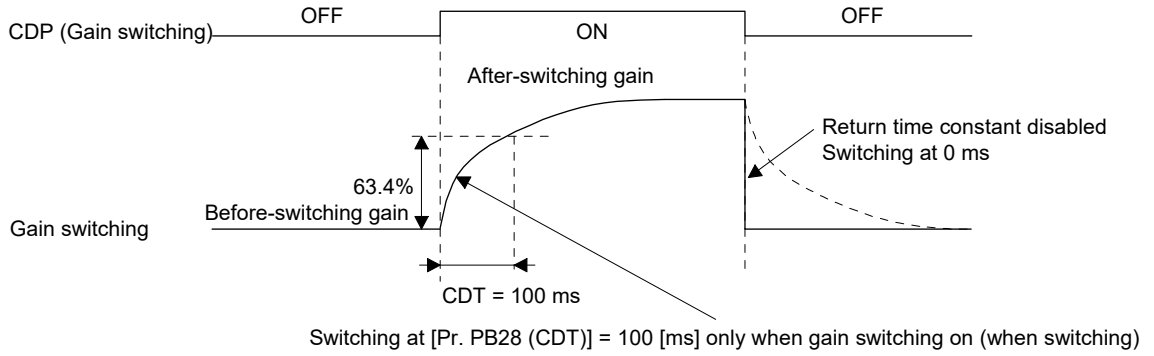 OFF
OFF
CDP (Gain switching)
ON
After-switching gain
Return time constant disabled
Switching at 0 ms
63.4%
Before-switching gain
Gain switching
CDT = 100 ms
Switching at [Pr. PB28 (CDT)] = 100 [ms] only when gain switching on (when switching)